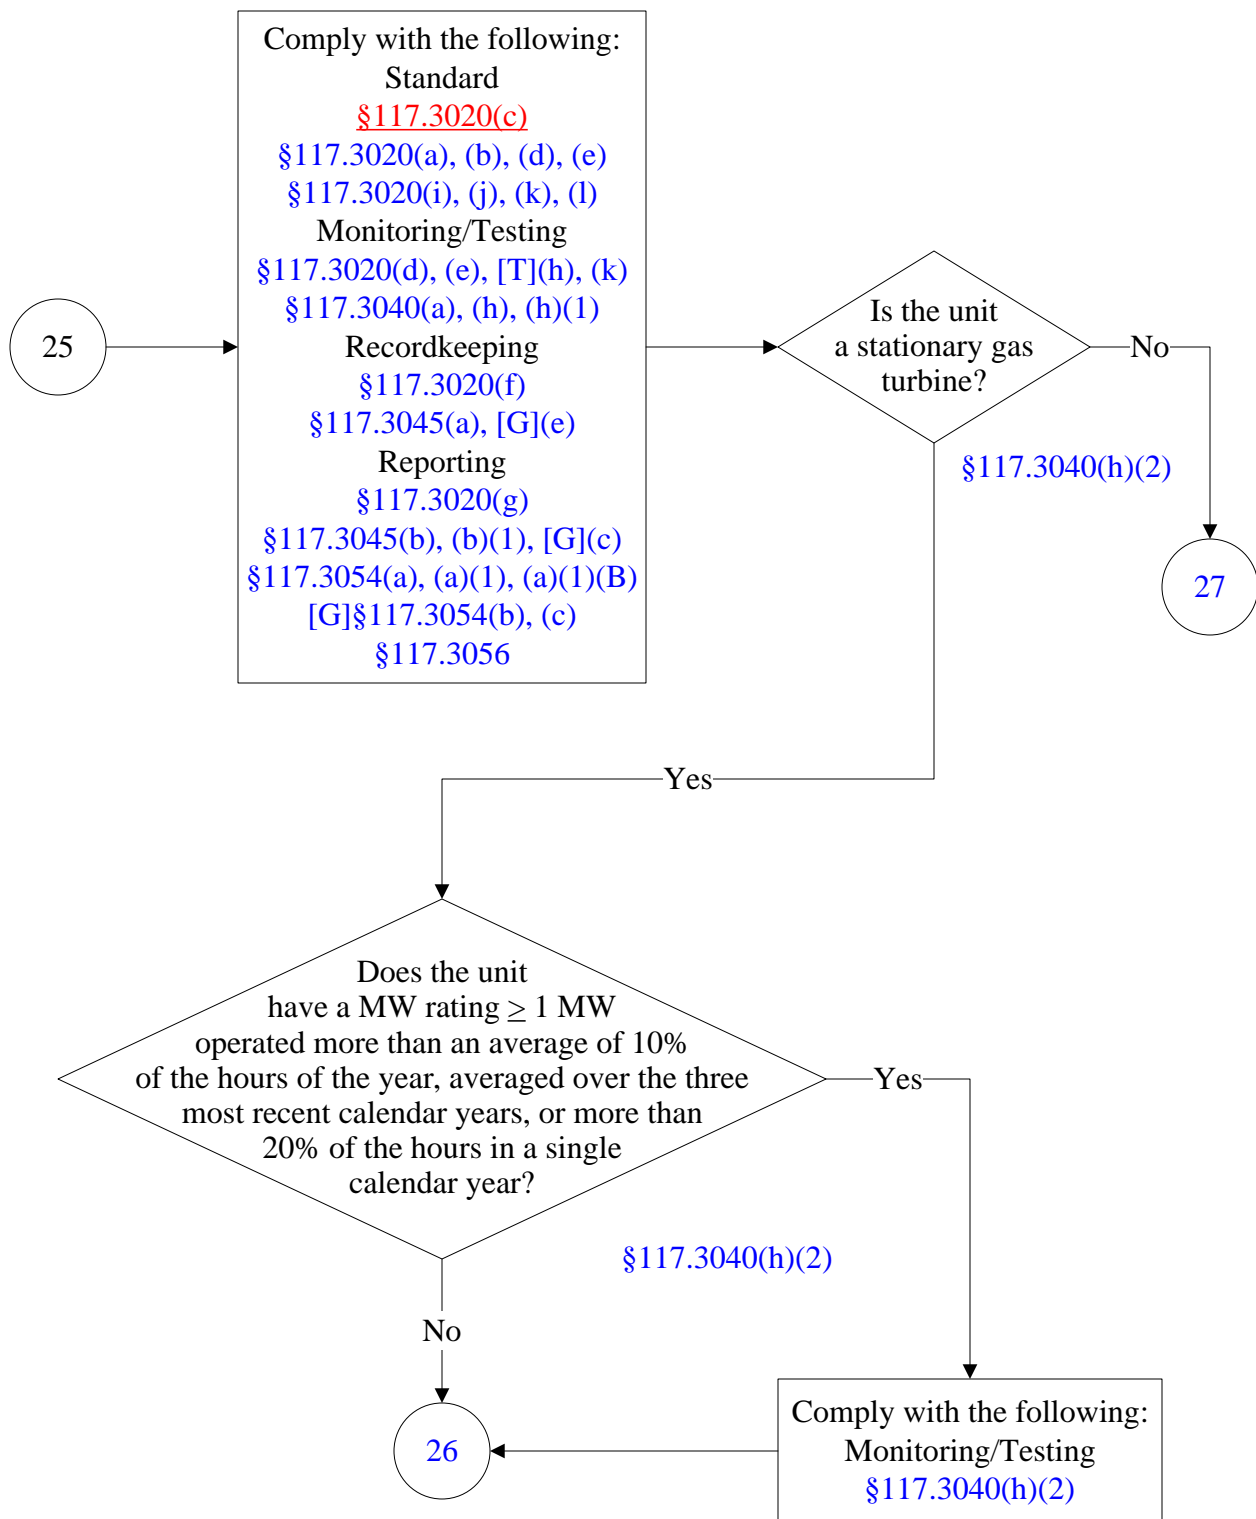 Comply with the following:
Standard
§117.3020(c)
§117.3020(a), (b), (d), (e)
§117.3020(i), (j), (k), (l)
Monitoring/Testing
§117.3020(d), (e), [T](h), (k)
§117.3040(a), (h), (h)(1)
Recordkeeping
§117.3020(f)
§117.3045(a), [G](e)
Reporting
§117.3020(g)
§117.3045(b), (b)(1), [G](c)
§117.3054(a), (a)(1), (a)(1)(B)
[G]§117.3054(b), (c)
§117.3056
25
Is the unit
a stationary gas
turbine?
No
§117.3040(h)(2)
27
Yes
Does the unit
have a MW rating ≥ 1 MW
operated more than an average of 10%
of the hours of the year, averaged over the three
most recent calendar years, or more than
20% of the hours in a single
calendar year?
Yes
§117.3040(h)(2)
No
26
Comply with the following:
Monitoring/Testing
§117.3040(h)(2)